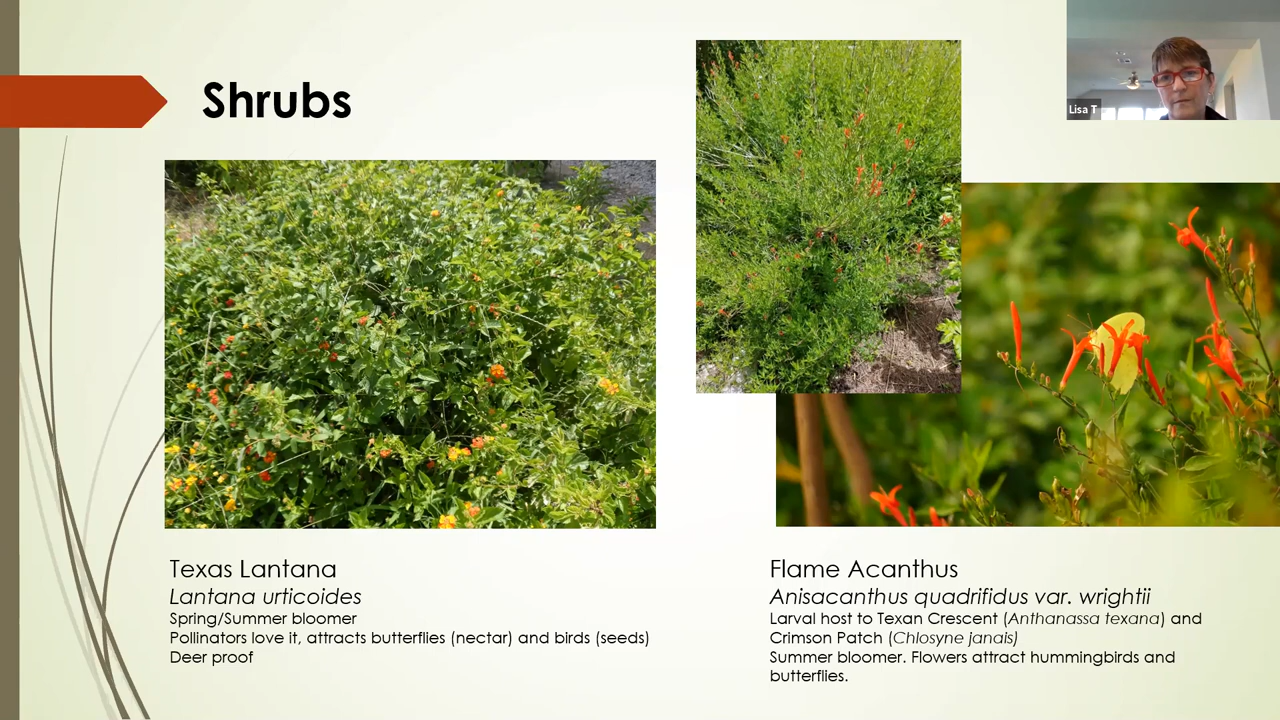 Shrubs
Lisa T
Texas Lantana
Lantana urticoides
Spring/Summer bloomer
Pollinators love it, attracts butterflies (nectar) and birds (seeds)
Deer proof
Flame Acanthus
Anisacanthus quadrifidus var. wrightii
Larval host to Texan Crescent (Anthanassa texana) and
Crimson Patch (Chlosyne janais)
Summer bloomer. Flowers attract hummingbirds and
butterflies.